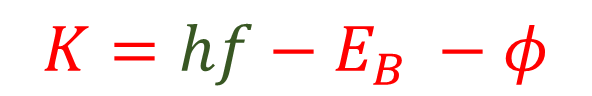 K = hf − E_B − ϕ